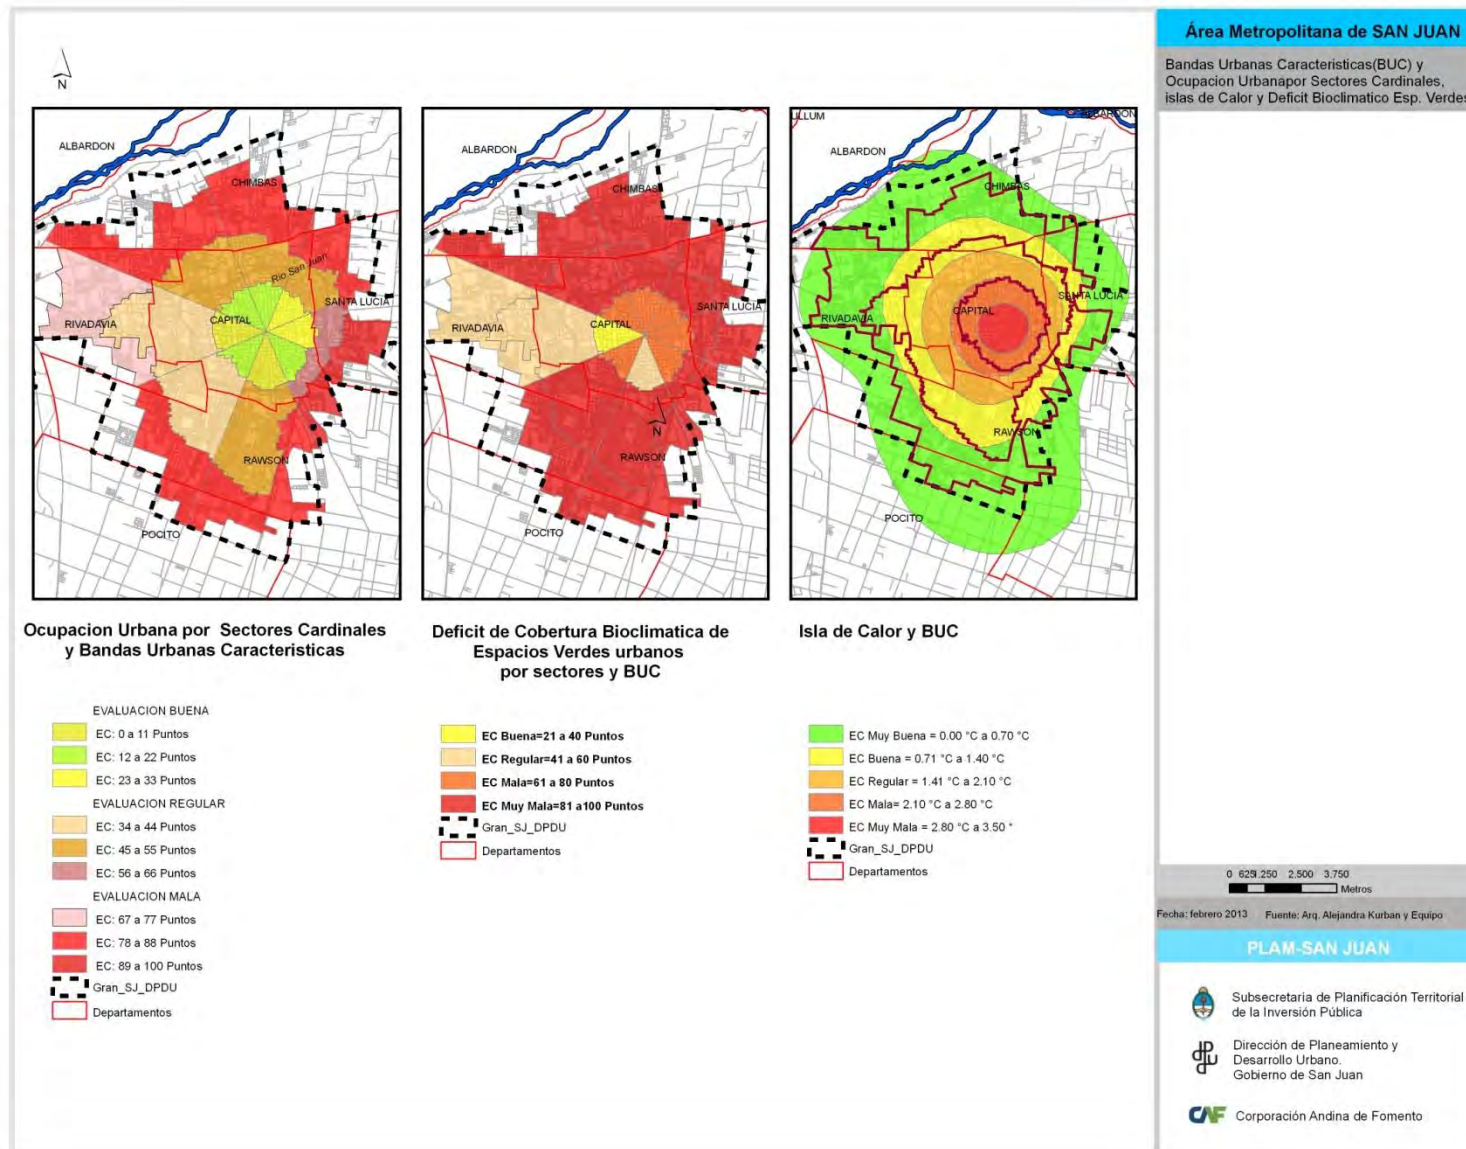 Área Metropolitana de SAN JUAN
Bandas Urbanas Caracteristicas(BUC) y
Ocupacion Urbanapor Sectores Cardinales,
islas de Calor y Deficit Bioclimatico Esp. Verdes
N
ALBARDON
CHIMBAS
Rio San Juan
SANTA LUCIA
CAPITAL
RIVADAVIA
RAWSON
POCITO
ALBARDON
CHIMBAS
SANTA LUCIA
CAPITAL
RIVADAVIA
N
RAWSON
POCITO
ULLUM
ALBARDON
ALBARDON
CHIMBAS
SANTA LUCIA
CAPITAL
RIVADAVIA
RAWSON
POCITO
Ocupacion Urbana por Sectores Cardinales
y Bandas Urbanas Caracteristicas
EVALUACION BUENA
EC: 0 a 11 Puntos
EC: 12 a 22 Puntos
EC: 23 a 33 Puntos
EVALUACION REGULAR
EC: 34 a 44 Puntos
EC: 45 a 55 Puntos
EC: 56 a 66 Puntos
EVALUACION MALA
EC: 67 a 77 Puntos
EC: 78 a 88 Puntos
EC: 89 a 100 Puntos
Gran_SJ_DPDU
Departamentos
Deficit de Cobertura Bioclimatica de
Espacios Verdes urbanos
por sectores y BUC
EC Buena=21 a 40 Puntos
EC Regular=41 a 60 Puntos
EC Mala=61 a 80 Puntos
EC Muy Mala=81 a100 Puntos
Gran_SJ_DPDU
Departamentos
Isla de Calor y BUC
EC Muy Buena = 0.00 °C a 0.70 °C
EC Buena = 0.71 °C a 1.40 °C
EC Regular = 1.41 °C a 2.10 °C
EC Mala= 2.10 °C a 2.80 °C
EC Muy Mala = 2.80 °C a 3.50 °
Gran_SJ_DPDU
Departamentos
0 625 1.250 2.500 3.750
Metros
Fecha: febrero 2013 Fuente: Arq. Alejandra Kurban y Equipo
PLAM-SAN JUAN
Subsecretaria de Planificación Territorial
de la Inversión Pública
dpdu
Dirección de Planeamiento y
Desarrollo Urbano.
Gobierno de San Juan
CAF
Corporación Andina de Fomento